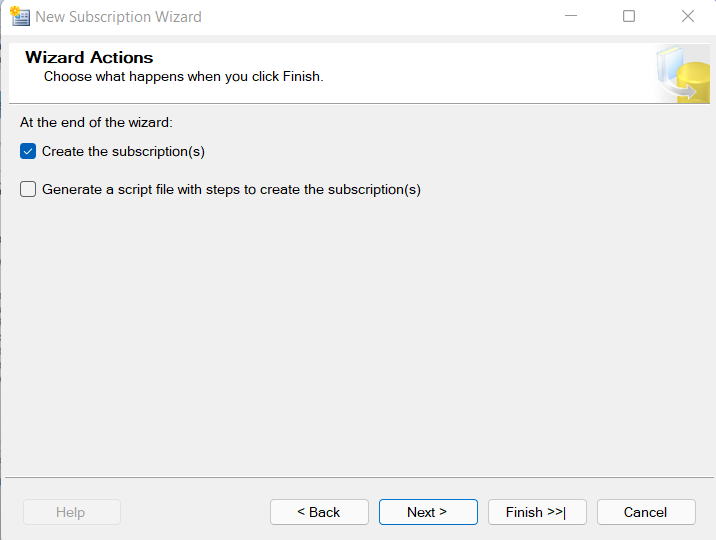 New Subscription Wizard
Wizard Actions
Choose what happens when you click Finish.
At the end of the wizard:
Create the subscription(s)
Generate a script file with steps to create the subscription(s)
Help
< Back
Next >
Finish >>|
Cancel